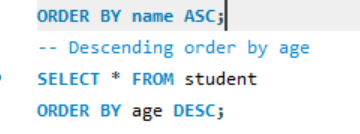 ORDER BY name ASC;
-- Descending order by age
SELECT * FROM student
ORDER BY age DESC;